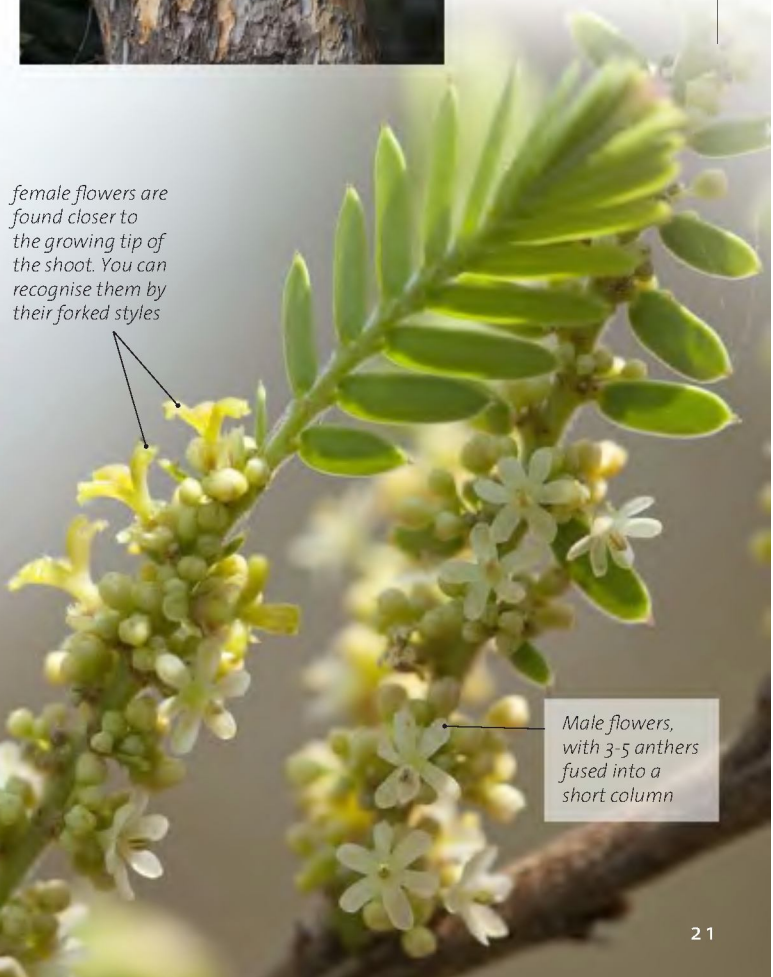 female flowers are
found closer to
the growing tip of
the shoot. You can
recognise them by
their forked styles
Male flowers,
with 3-5 anthers
fused into a
short column
21